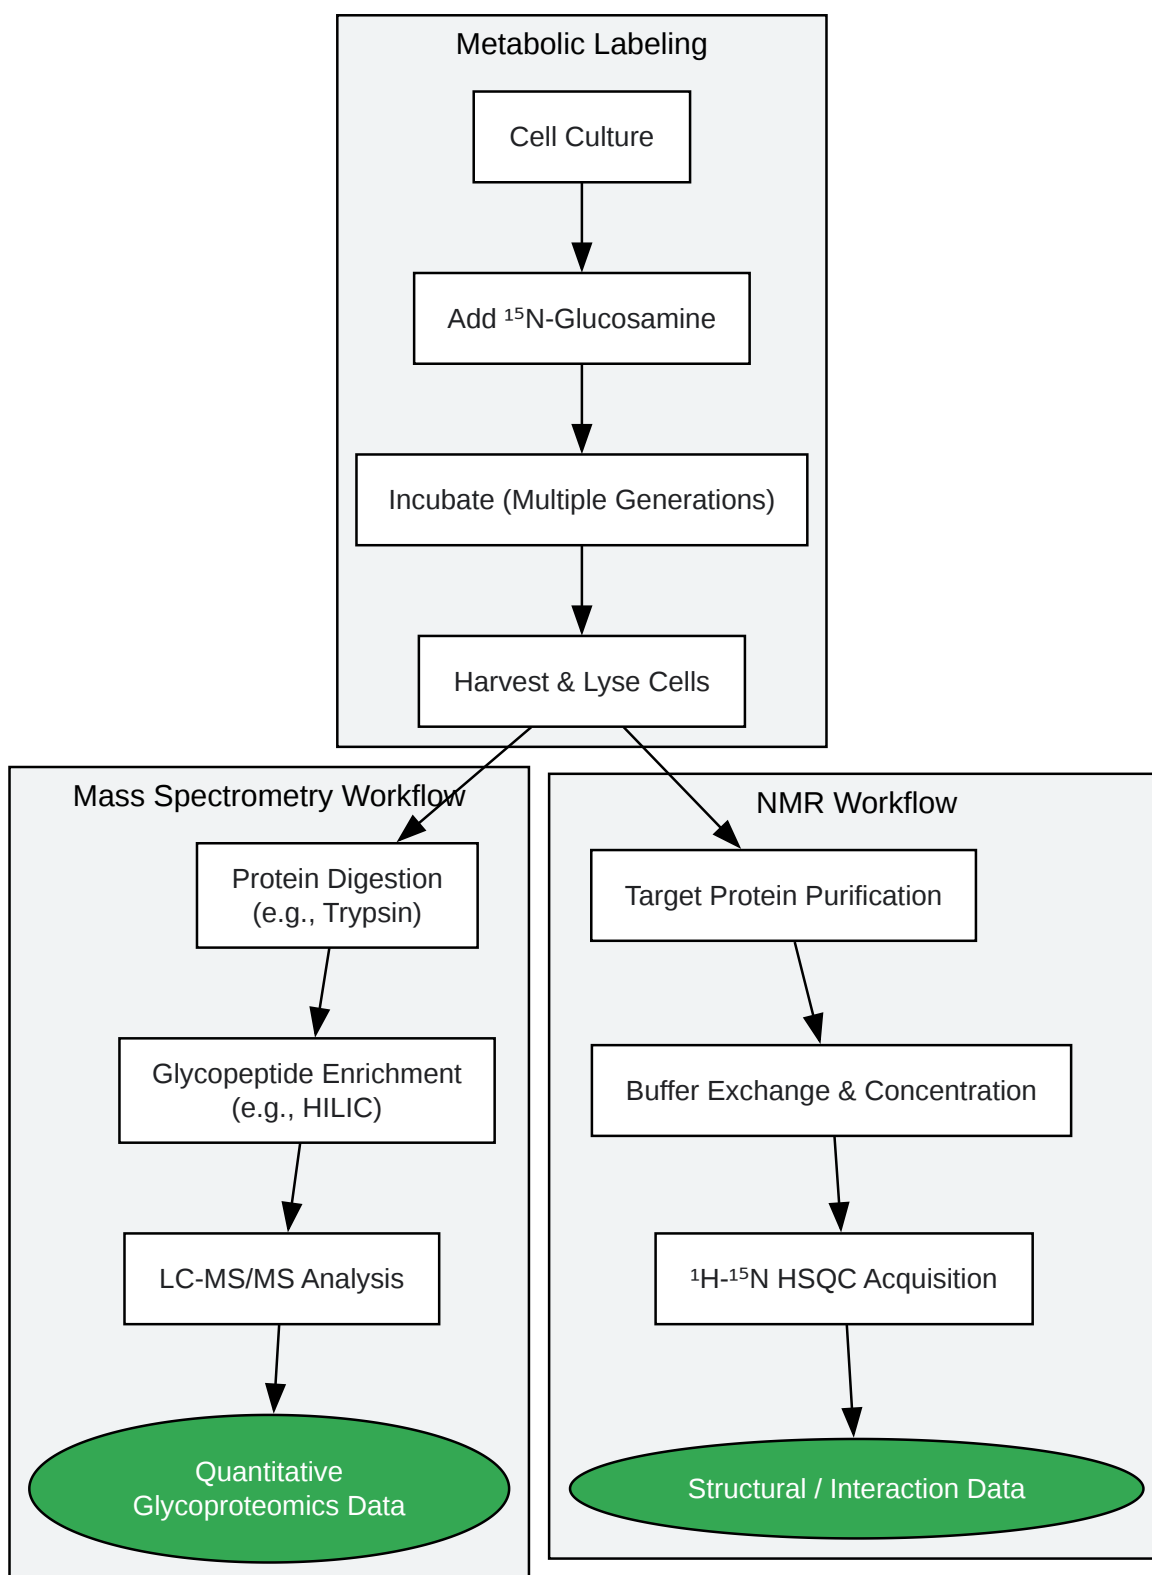 Metabolic Labeling
Cell Culture
Add ¹⁵N-Glucosamine
Incubate (Multiple Generations)
Harvest & Lyse Cells
Mass Spectrometry Workflow
Protein Digestion
(e.g., Trypsin)
Glycopeptide Enrichment
(e.g., HILIC)
LC-MS/MS Analysis
Quantitative
Glycoproteomics Data
NMR Workflow
Target Protein Purification
Buffer Exchange & Concentration
¹H-¹⁵N HSQC Acquisition
Structural / Interaction Data